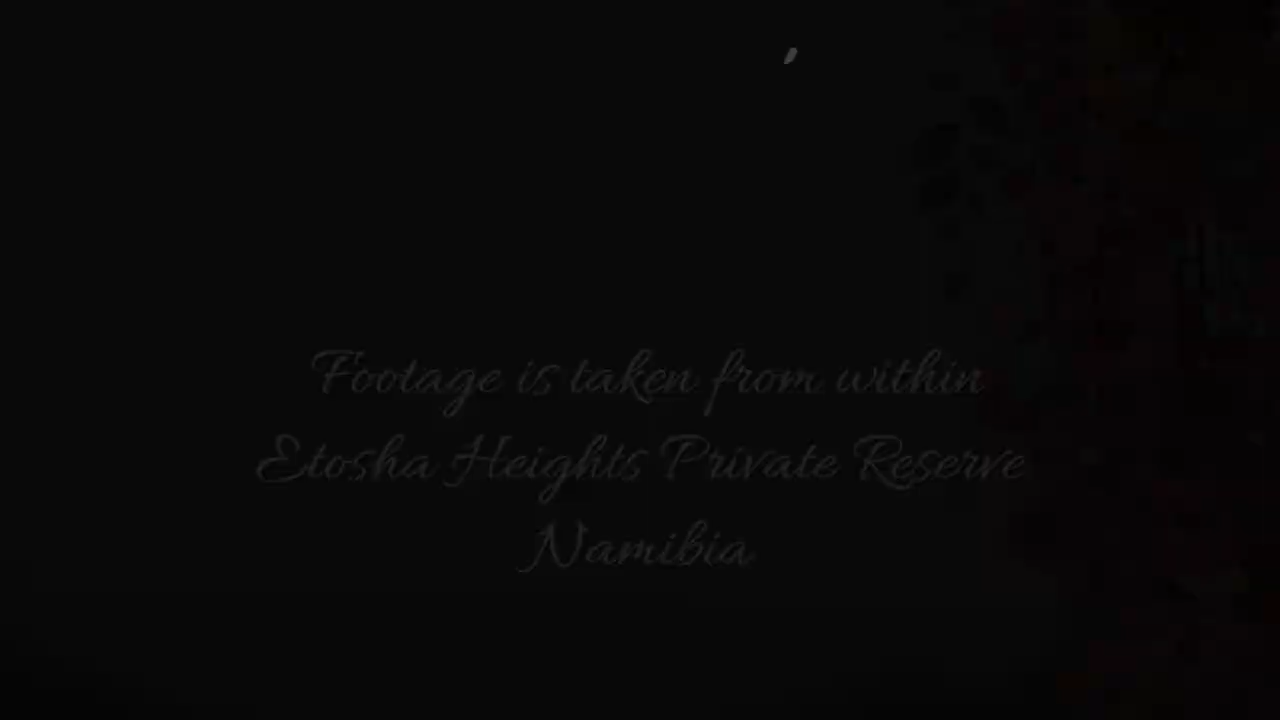 Footage is taken from within
Etosha Heights Private Reserve
Namibia